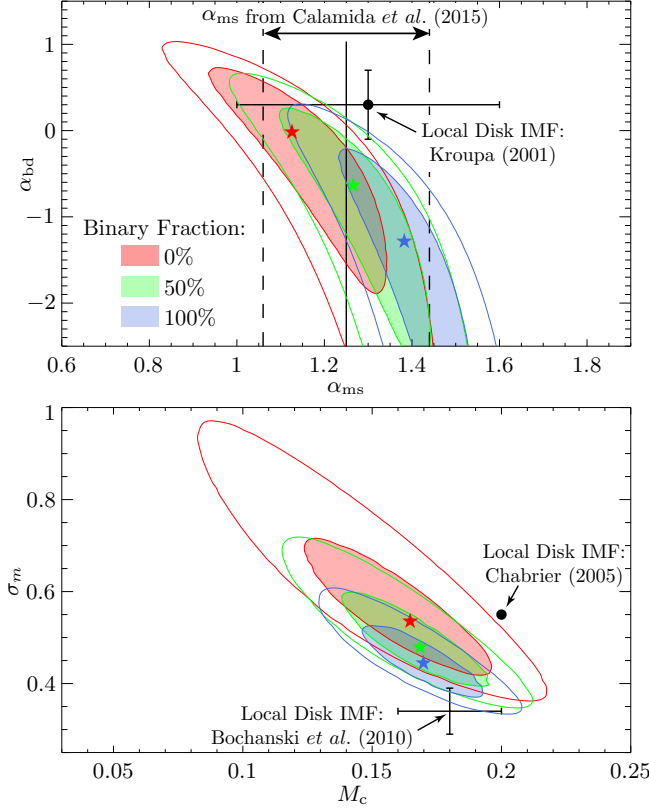 α_ms from Calamida et al. (2015)
1
0
−1
−2
α_bd
Local Disk IMF:
Kroupa (2001)
Binary Fraction:
0%
50%
100%
0.6 0.8 1 1.2 1.4 1.6 1.8
α_ms
1
0.8
0.6
0.4
σ_m
Local Disk IMF:
Chabrier (2005)
Local Disk IMF:
Bochanski et al. (2010)
0.05 0.1 0.15 0.2 0.25
M_c